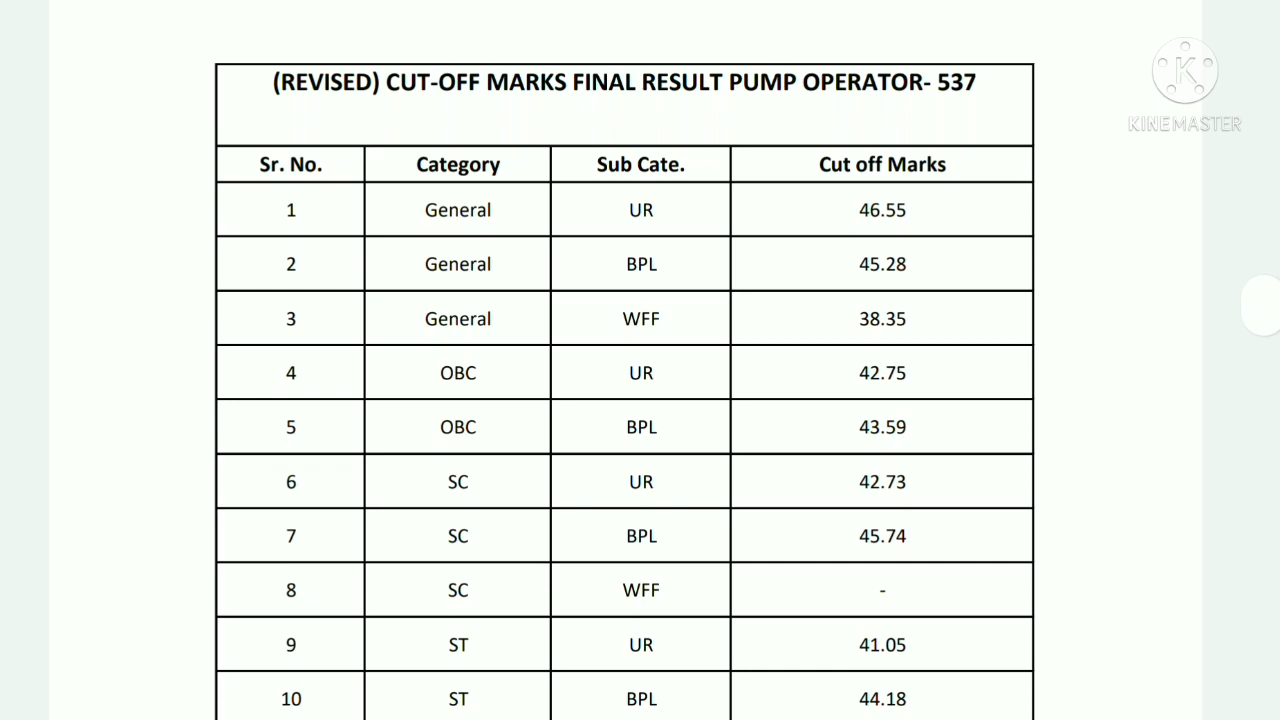 (REVISED) CUT-OFF MARKS FINAL RESULT PUMP OPERATOR- 537
Sr. No. Category Sub Cate. Cut off Marks
1 General UR 46.55
2 General BPL 45.28
3 General WFF 38.35
4 OBC UR 42.75
5 OBC BPL 43.59
6 SC UR 42.73
7 SC BPL 45.74
8 SC WFF -
9 ST UR 41.05
10 ST BPL 44.18
K
KINEMASTER